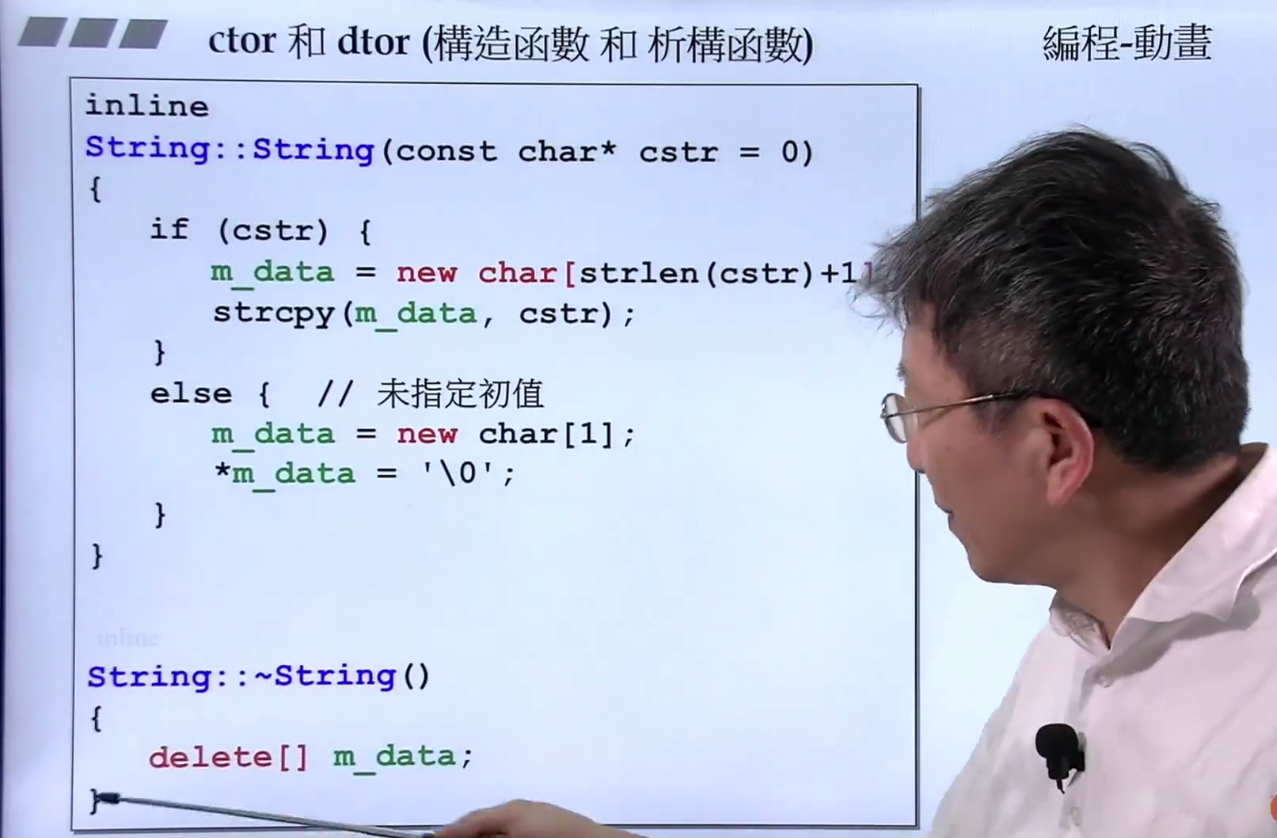 ctor 和 dtor (構造函數 和 析構函數)
編程-動畫
inline
String::String(const char* cstr = 0)
{
   if (cstr) {
      m_data = new char[strlen(cstr)+1]
      strcpy(m_data, cstr);
   }
   else {  // 未指定初值
      m_data = new char[1];
      *m_data = '\0';
   }
}
inline
String::~String()
{
   delete[] m_data;
}